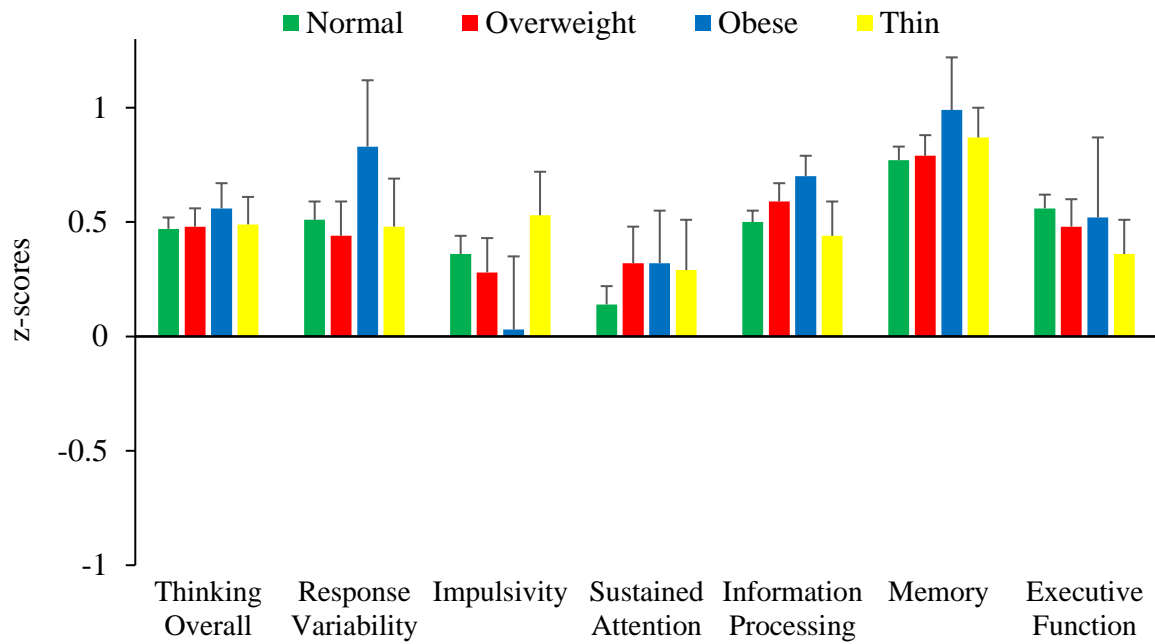 Normal Overweight Obese Thin
1
0.5
0
-0.5
-1
z-scores
Thinking Overall
Response Variability
Impulsivity
Sustained Attention
Information Processing
Memory
Executive Function